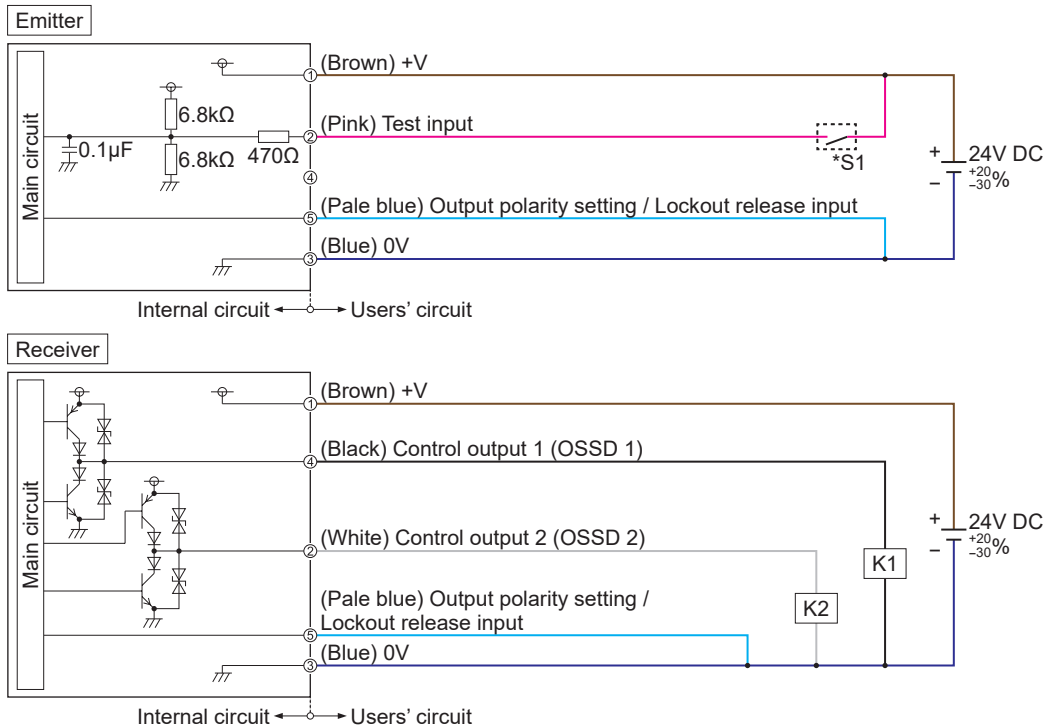 Emitter
Main circuit
6.8kΩ
0.1μF
6.8kΩ
470Ω
1
(Brown) +V
2
(Pink) Test input
*S1
4
5
(Pale blue) Output polarity setting / Lockout release input
3
(Blue) 0V
+
24V DC
−
+20
−30%
Internal circuit
Users' circuit
Receiver
Main circuit
1
(Brown) +V
4
(Black) Control output 1 (OSSD 1)
2
(White) Control output 2 (OSSD 2)
K1
K2
5
(Pale blue) Output polarity setting /
Lockout release input
3
(Blue) 0V
+
24V DC
−
+20
−30%
Internal circuit
Users' circuit